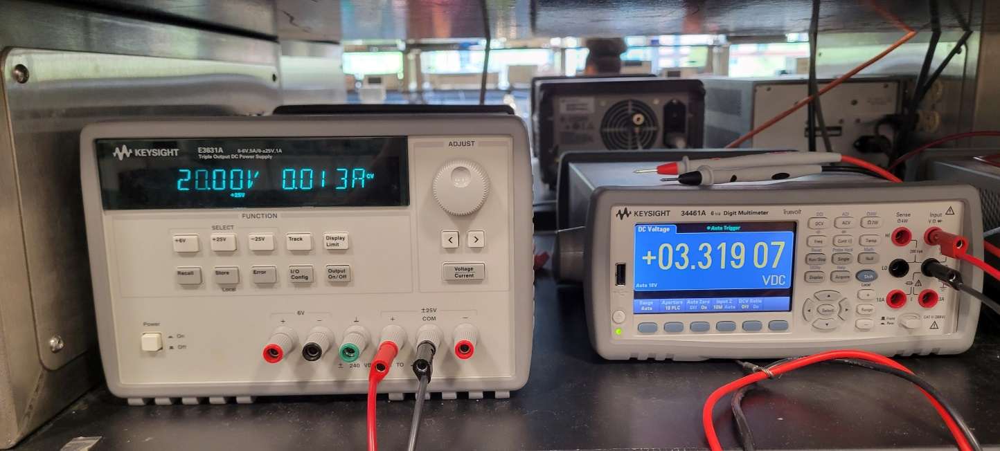 KEYSIGHT E3631A 0-6V,5A/0-±25V,1A
Triple Output DC Power Supply
20.00V 0.013A CV
+25V
ADJUST
FUNCTION
SELECT
+6V +25V -25V Track Display Limit
Recall Store Error I/O Config Output On/Off
Local
< >
Voltage
Current
Power
On
Off
6V
±25V
+ - + COM -
± 240 VD TO
KEYSIGHT 34461A 6 1/2 Digit Multimeter Truevolt
DC Voltage Auto Trigger
+03.319 07
VDC
Auto 10V
Range Aperture Auto Zero Input Z DCV Ratio
Auto 10 PLC Off On 10M Auto Off On
DCI ACI Ω4W
DCV ACV Ω2W
Freq Cont Temp
Reset Probe Hold Math
Run/Stop Single Null
Utility Help
Display Acquire Shift
Local
+
Select Range
-
Sense
Ω4W
Input
V Ω
HI
LO
200 Vpk
10A I 3A
Front
Rear
CAT II (300V)